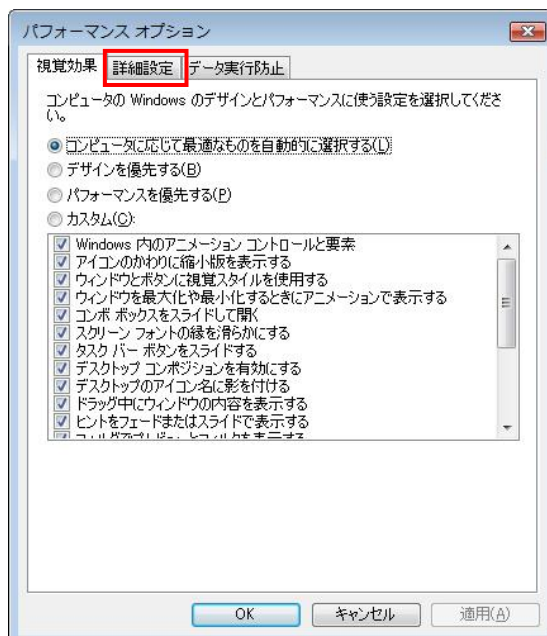 パフォーマンス オプション
視覚効果 詳細設定 データ実行防止
コンピュータの Windows のデザインとパフォーマンスに使う設定を選択してくださ
い。
コンピュータに応じて最適なものを自動的に選択する(L)
デザインを優先する(B)
パフォーマンスを優先する(P)
カスタム(C):
Windows 内のアニメーション コントロールと要素
アイコンのかわりに縮小版を表示する
ウィンドウとボタンに視覚スタイルを使用する
ウィンドウを最大化や最小化するときにアニメーションで表示する
コンボ ボックスをスライドして開く
スクリーン フォントの縁を滑らかにする
タスク バー ボタンをスライドする
デスクトップ コンポジションを有効にする
デスクトップのアイコン名に影を付ける
ドラッグ中にウィンドウの内容を表示する
ヒントをフェードまたはスライドで表示する
OK キャンセル 適用(A)